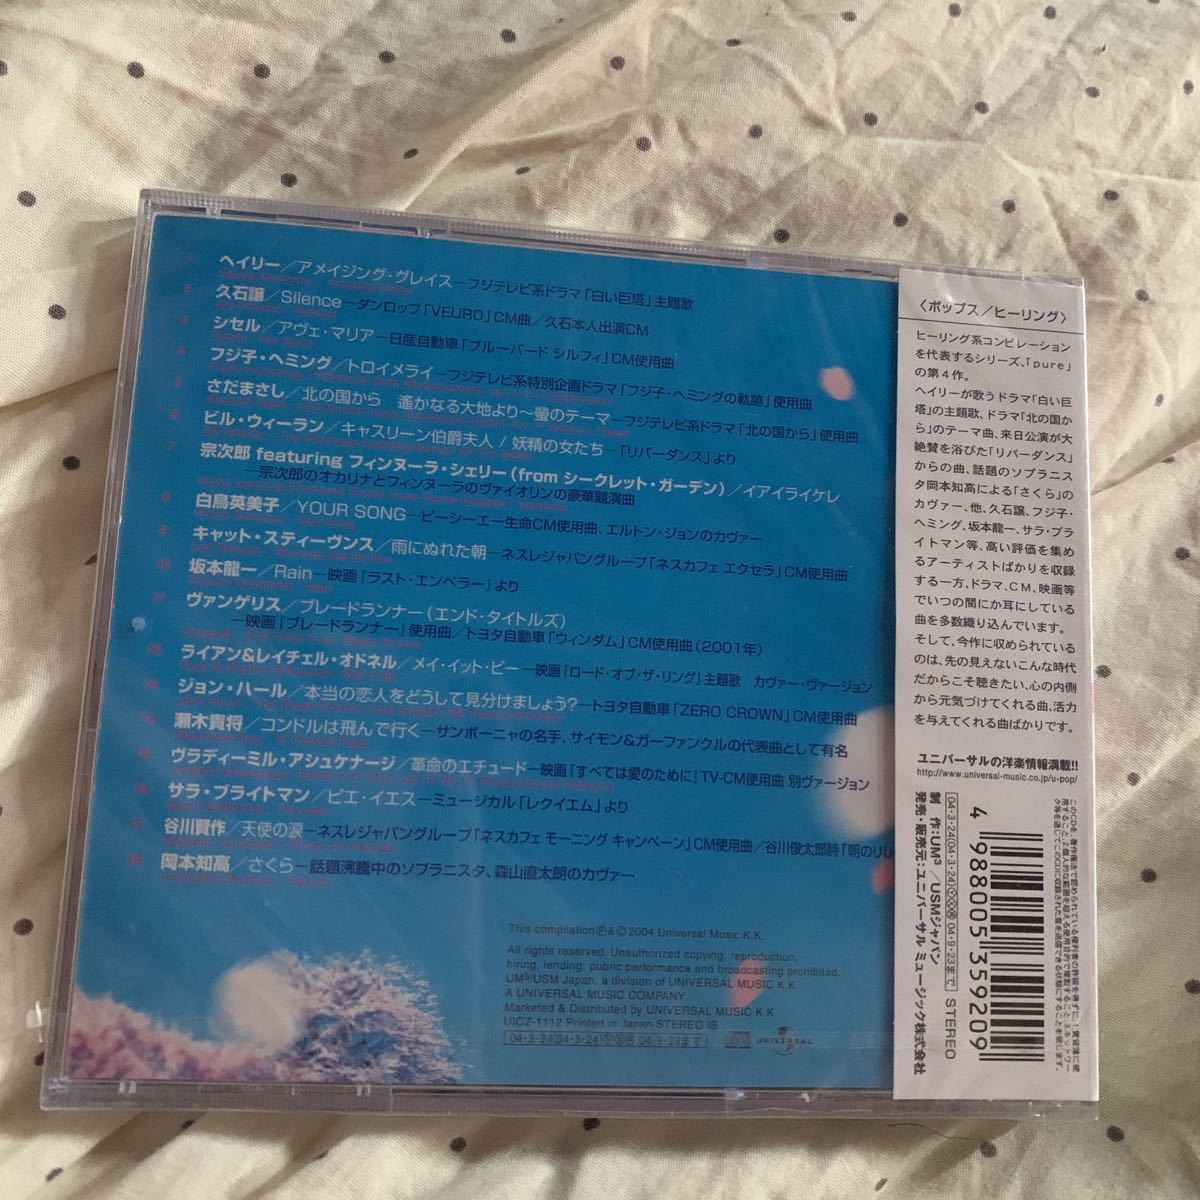 1 ヘイリー／アメイジング・グレイス―フジテレビ系ドラマ「白い巨塔」主題歌
2 久石譲／Silence―ダンロップ「VEURO」CM曲／久石本人出演CM
シセル／アヴェ・マリア―日産自動車「ブルーバード シルフィ」CM使用曲
フジ子・ヘミング／トロイメライ―フジテレビ系特別企画ドラマ「フジ子・ヘミングの軌跡」使用曲
さだまさし／北の国から 遙かなる大地より〜螢のテーマ―フジテレビ系ドラマ「北の国から」使用曲
ビル・ウィーラン／キャスリーン伯爵夫人 / 妖精の女たち―「リバーダンス」より
7 宗次郎 featuring フィンヌーラ・シェリー（from シークレット・ガーデン）／イアイライケレ
―宗次郎のオカリナとフィンヌーラのヴァイオリンの豪華競演曲
白鳥英美子／YOUR SONG―ピーシーエー生命CM使用曲、エルトン・ジョンのカヴァー
キャット・スティーヴンス／雨にぬれた朝―ネスレジャパングループ「ネスカフェ エクセラ」CM使用曲
坂本龍一／Rain―映画「ラスト・エンペラー」より
ヴァンゲリス／ブレードランナー（エンド・タイトルズ）
―映画「ブレードランナー」使用曲／トヨタ自動車「ウィンダム」CM使用曲（2001年）
ライアン&レイチェル・オドネル／メイ・イット・ビー―映画「ロード・オブ・ザ・リング」主題歌 カヴァー・ヴァージョン
ジョン・ハール／本当の恋人をどうして見分けましょう?―トヨタ自動車「ZERO CROWN」CM使用曲
瀬木貴将／コンドルは飛んで行く―サンポーニャの名手、サイモン&ガーファンクルの代表曲として有名
ヴラディーミル・アシュケナージ／革命のエチュード―映画「すべては愛のために」TV-CM使用曲 別ヴァージョン
サラ・ブライトマン／ピエ・イエス―ミュージカル「レクイエム」より
谷川賢作／天使の涙―ネスレジャパングループ「ネスカフェ モーニング キャンペーン」CM使用曲／谷川俊太郎詩「朝のリレ
岡本知高／さくら―話題沸騰中のソプラニスタ、森山直太朗のカヴァー
This compilation Ⓟ&Ⓒ 2004 Universal Music K.K.
All rights reserved. Unauthorized copying, reproduction,
hiring, lending, pubric performance and broadcasting prohibited.
UM³/USM Japan, a division of UNIVERSAL MUSIC K.K.
A UNIVERSAL MUSIC COMPANY
Marketed & Distributed by UNIVERSAL MUSIC K.K
UICZ-1112 Printed in Japan STEREO IS
UNIVERSAL
〈ポップス／ヒーリング〉
ヒーリング系コンピレーション
を代表するシリーズ、「pure」
の第4作。
ヘイリーが歌うドラマ「白い巨
塔」の主題歌、ドラマ「北の国か
ら」のテーマ曲、来日公演が大
絶賛を浴びた「リバーダンス」
からの曲、話題のソプラニス
タ岡本知高による「さくら」の
カヴァー、他、久石譲、フジ子・
ヘミング、坂本龍一、サラ・ブラ
イトマン等、高い評価を集め
るアーティストばかりを収録
する一方、ドラマ、CM、映画等
でいつの間にか耳にしている
曲を多数織り込んでいます。
そして、今作に収められている
のは、先の見えないこんな時代
だからこそ聴きたい、心の内側
から元気づけてくれる曲、活力
を与えてくれる曲ばかりです。
ユニバーサルの洋楽情報満載!!
http://www.universal-music.co.jp/u-pop/
4 988005 359209
STEREO
制 作：UM³／USMジャパン
発売・販売元：ユニバーサル ミュージック株式会社